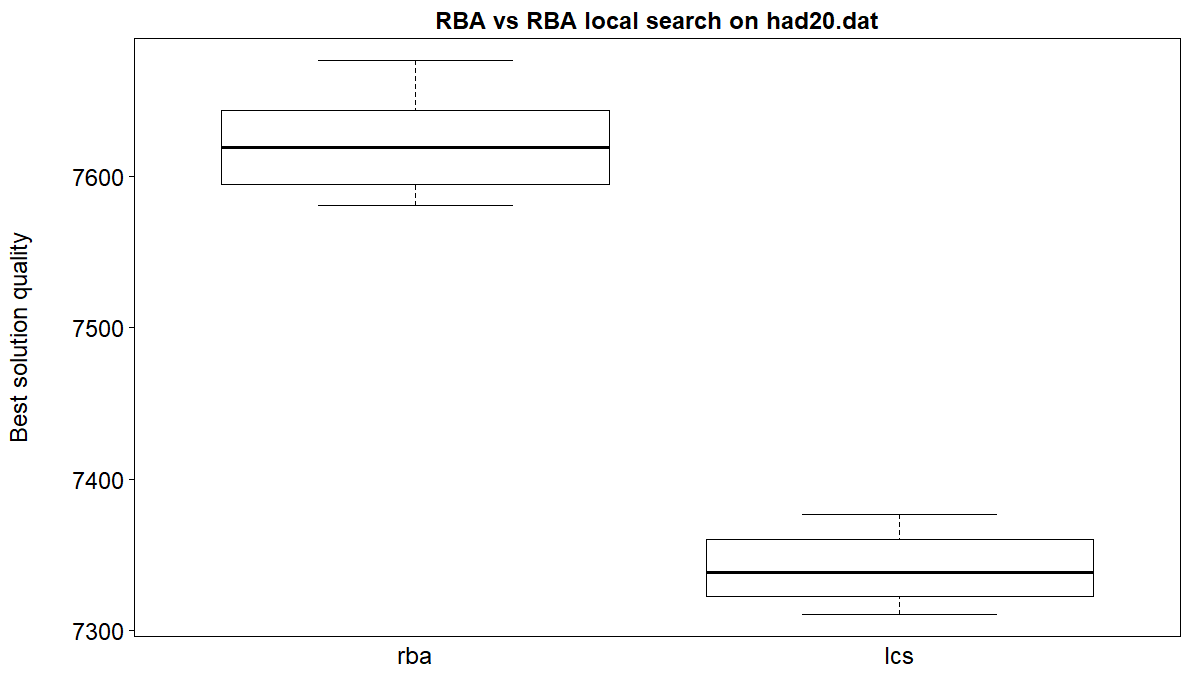 RBA vs RBA local search on had20.dat
Best solution quality
7600
7500
7400
7300
rba
lcs